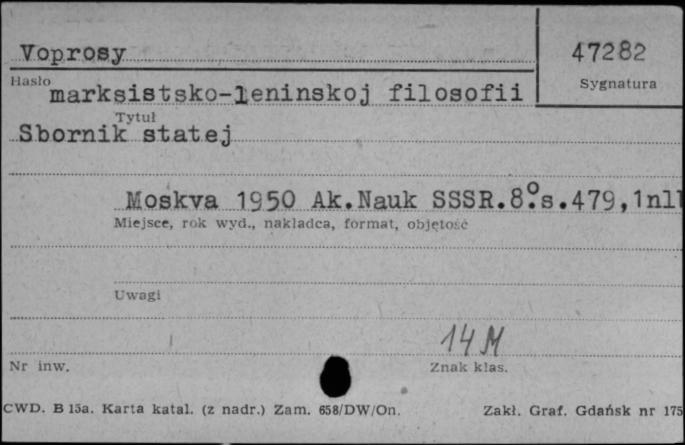 Voprosy
47282
Hasło
Sygnatura
marksistsko-leninskoj filosofii
Tytuł
Sbornik statej
Moskva 1950 Ak.Nauk SSSR.8°s.479,1nl
Miejsce, rok wyd., nakładca, format, objętość
Uwagi
14 M
Nr inw.
Znak klas.
CWD. B 15a. Karta katal. (z nadr.) Zam. 658/DW/On.
Zakł. Graf. Gdańsk nr 175